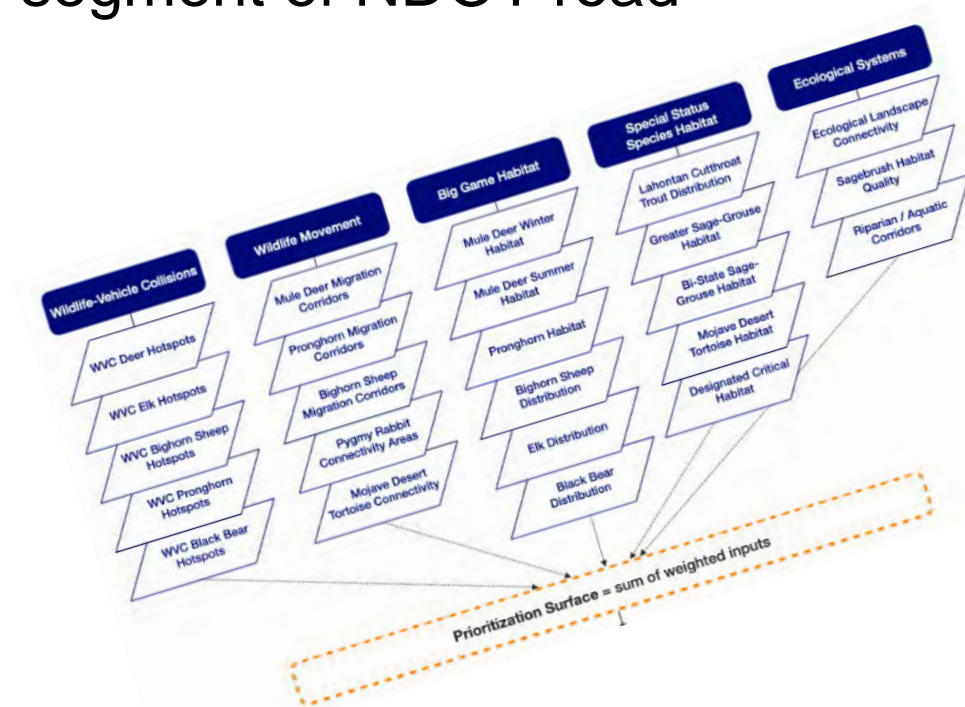 segment of NDOT road
Wildlife-Vehicle Collisions
WVC Deer Hotspots
WVC Elk Hotspots
WVC Bighorn Sheep
Hotspots
WVC Pronghorn
Hotspots
WVC Black Bear
Hotspots
Wildlife Movement
Mule Deer Migration
Corridors
Pronghorn Migration
Corridors
Bighorn Sheep
Migration Corridors
Pygmy Rabbit
Connectivity Areas
Mojave Desert
Tortoise Connectivity
Big Game Habitat
Mule Deer Winter
Habitat
Mule Deer Summer
Habitat
Pronghorn Habitat
Bighorn Sheep
Distribution
Elk Distribution
Black Bear
Distribution
Special Status
Species Habitat
Lahontan Cutthroat
Trout Distribution
Greater Sage-Grouse
Habitat
Bi-State Sage-
Grouse Habitat
Mojave Desert
Tortoise Habitat
Designated Critical
Habitat
Ecological Systems
Ecological Landscape
Connectivity
Sagebrush Habitat
Quality
Riparian / Aquatic
Corridors
Prioritization Surface = sum of weighted inputs